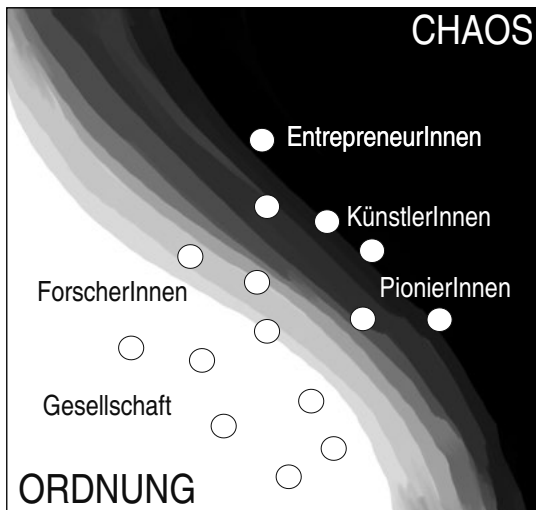 CHAOS
EntrepreneurInnen
KünstlerInnen
PionierInnen
ForscherInnen
Gesellschaft
ORDNUNG